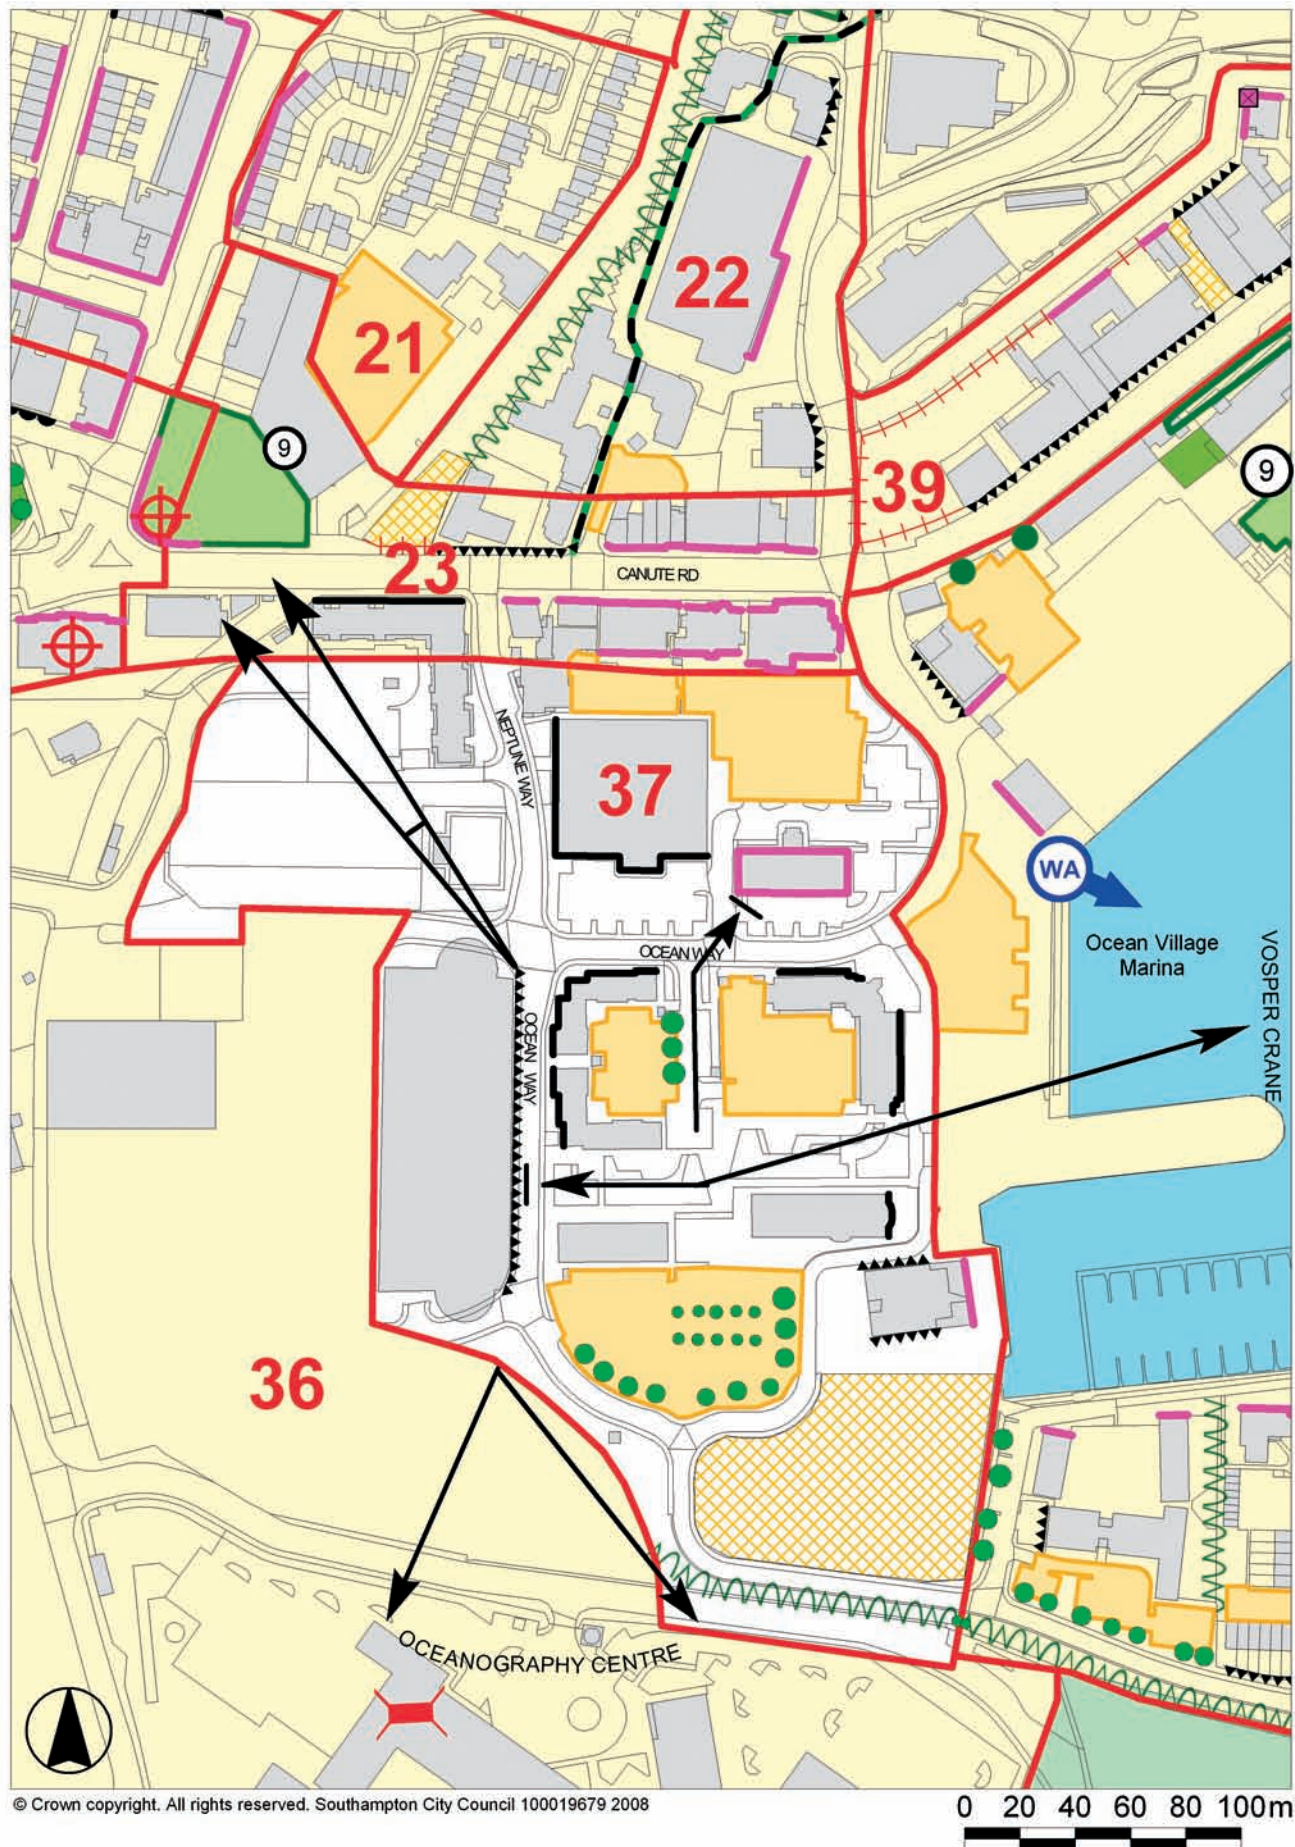 22
21
9
39
9
23
CANUTE RD
NEPTUNE WAY
37
WA
OCEAN WAY
Ocean Village
Marina
VOSPER CRANE
OCEAN WAY
36
OCEANOGRAPHY CENTRE
© Crown copyright. All rights reserved. Southampton City Council 100019679 2008
0 20 40 60 80 100m